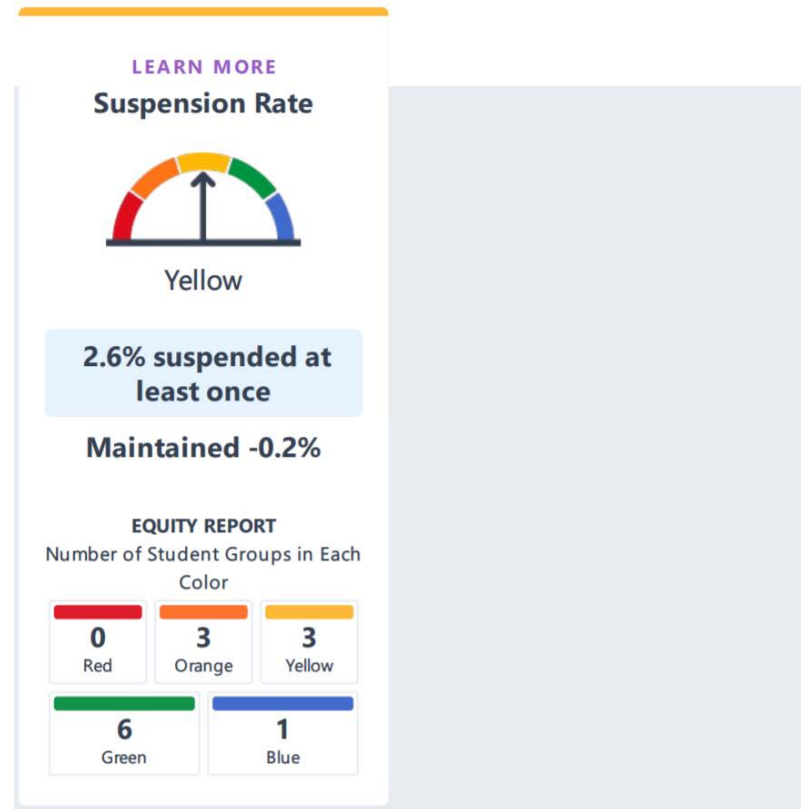 LEARN MORE
Suspension Rate
Yellow
2.6% suspended at
least once
Maintained -0.2%
EQUITY REPORT
Number of Student Groups in Each
Color
0
Red
3
Orange
3
Yellow
6
Green
1
Blue